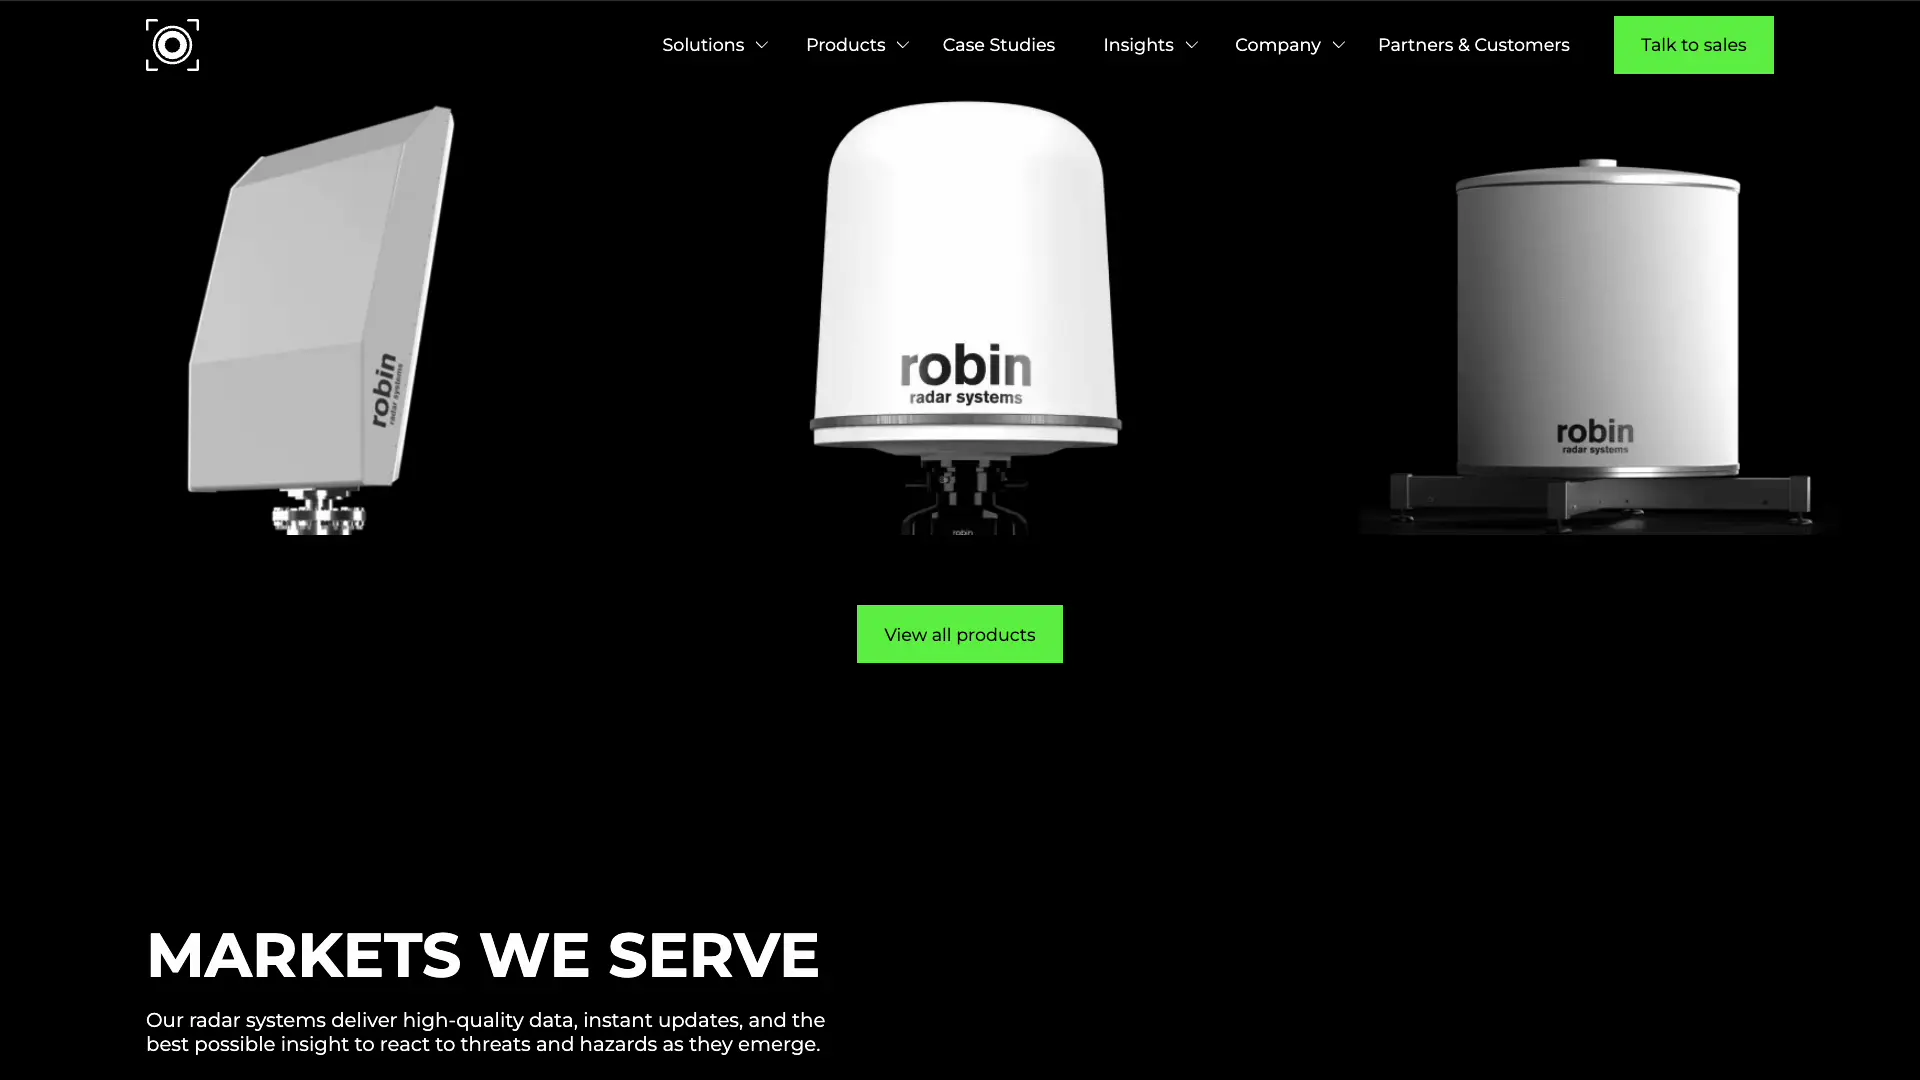 Solutions
Products
Case Studies
Insights
Company
Partners & Customers
Talk to sales
robin
radar systems
robin
radar systems
robin
radar systems
robin
View all products
MARKETS WE SERVE
Our radar systems deliver high-quality data, instant updates, and the
best possible insight to react to threats and hazards as they emerge.